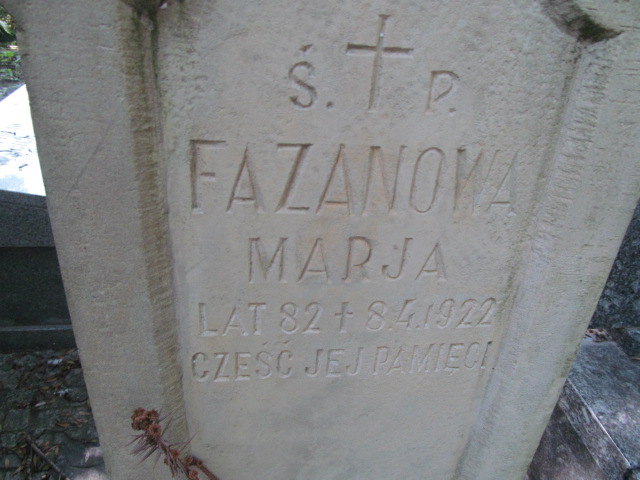 Ś. † P.
FAZANOWA
MARJA
LAT 82 † 8.4.1922
CZEŚĆ JEJ PAMIĘCI.